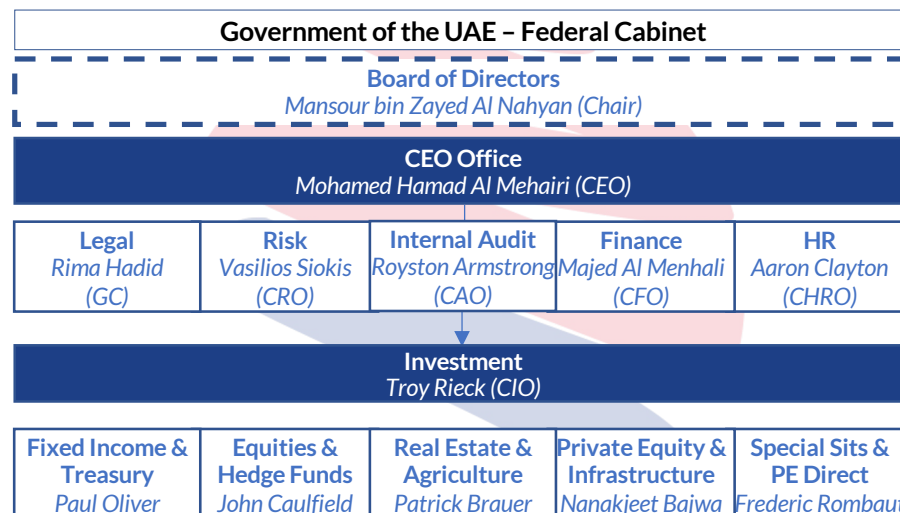 Government of the UAE – Federal Cabinet
Board of Directors
Mansour bin Zayed Al Nahyan (Chair)
CEO Office
Mohamed Hamad Al Mehairi (CEO)
Legal
Rima Hadid
(GC)
Risk
Vasilios Siokis
(CRO)
Internal Audit
Royston Armstrong
(CAO)
Finance
Majed Al Menhali
(CFO)
HR
Aaron Clayton
(CHRO)
Investment
Troy Rieck (CIO)
Fixed Income &
Treasury
Paul Oliver
Equities &
Hedge Funds
John Caulfield
Real Estate &
Agriculture
Patrick Brauer
Private Equity &
Infrastructure
Nanakjeet Bajwa
Special Sits &
PE Direct
Frederic Rombaut